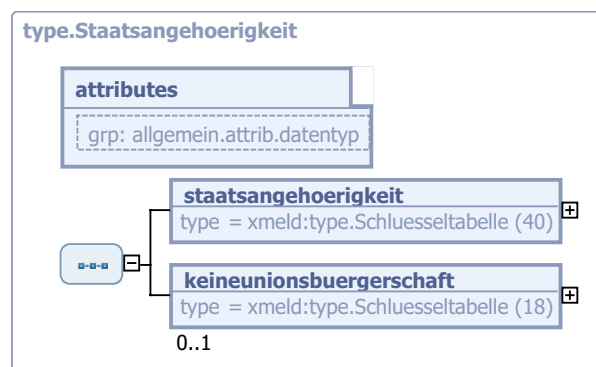 type.Staatsangehoerigkeit
attributes
grp: allgemein.attrib.datentyp
staatsangehoerigkeit
type = xmeld:type.Schluesseltabelle (40)
keineunionsbuergerschaft
type = xmeld:type.Schluesseltabelle (18)
0..1